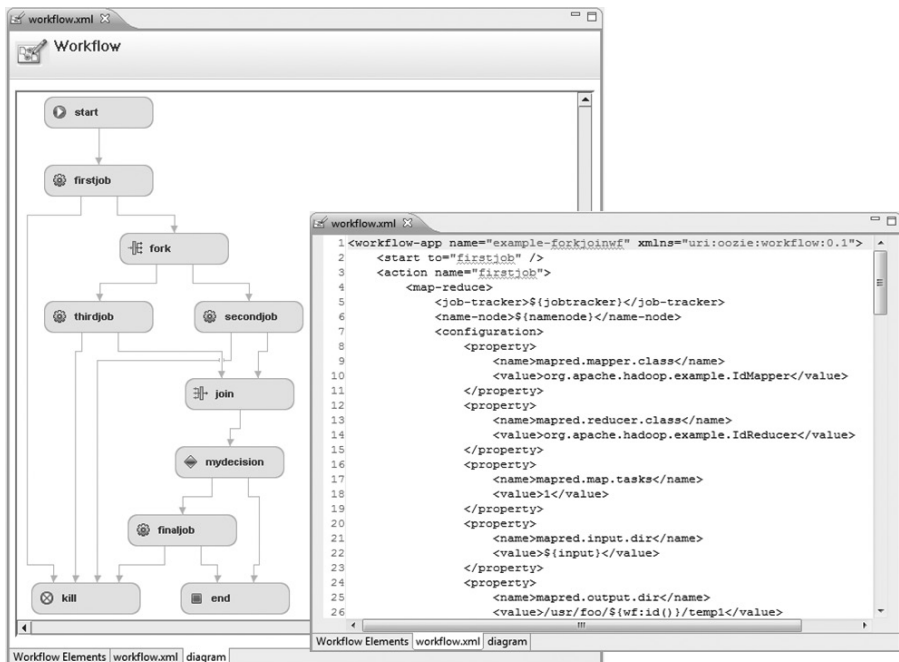 workflow.xml
Workflow
start
firstjob
fork
thirdjob
secondjob
join
mydecision
finaljob
kill
end
Workflow Elements workflow.xml diagram
workflow.xml
1 <workflow-app name="example-forkjoinwf" xmlns="uri:oozie:workflow:0.1">
2 <start to="firstjob" />
3 <action name="firstjob">
4 <map-reduce>
5 <job-tracker>${jobtracker}</job-tracker>
6 <name-node>${namenode}</name-node>
7 <configuration>
8 <property>
9 <name>mapred.mapper.class</name>
10 <value>org.apache.hadoop.example.IdMapper</value>
11 </property>
12 <property>
13 <name>mapred.reducer.class</name>
14 <value>org.apache.hadoop.example.IdReducer</value>
15 </property>
16 <property>
17 <name>mapred.map.tasks</name>
18 <value>1</value>
19 </property>
20 <property>
21 <name>mapred.input.dir</name>
22 <value>${input}</value>
23 </property>
24 <property>
25 <name>mapred.output.dir</name>
26 <value>/usr/foo/${wf:id()}/temp1</value>
Workflow Elements workflow.xml diagram